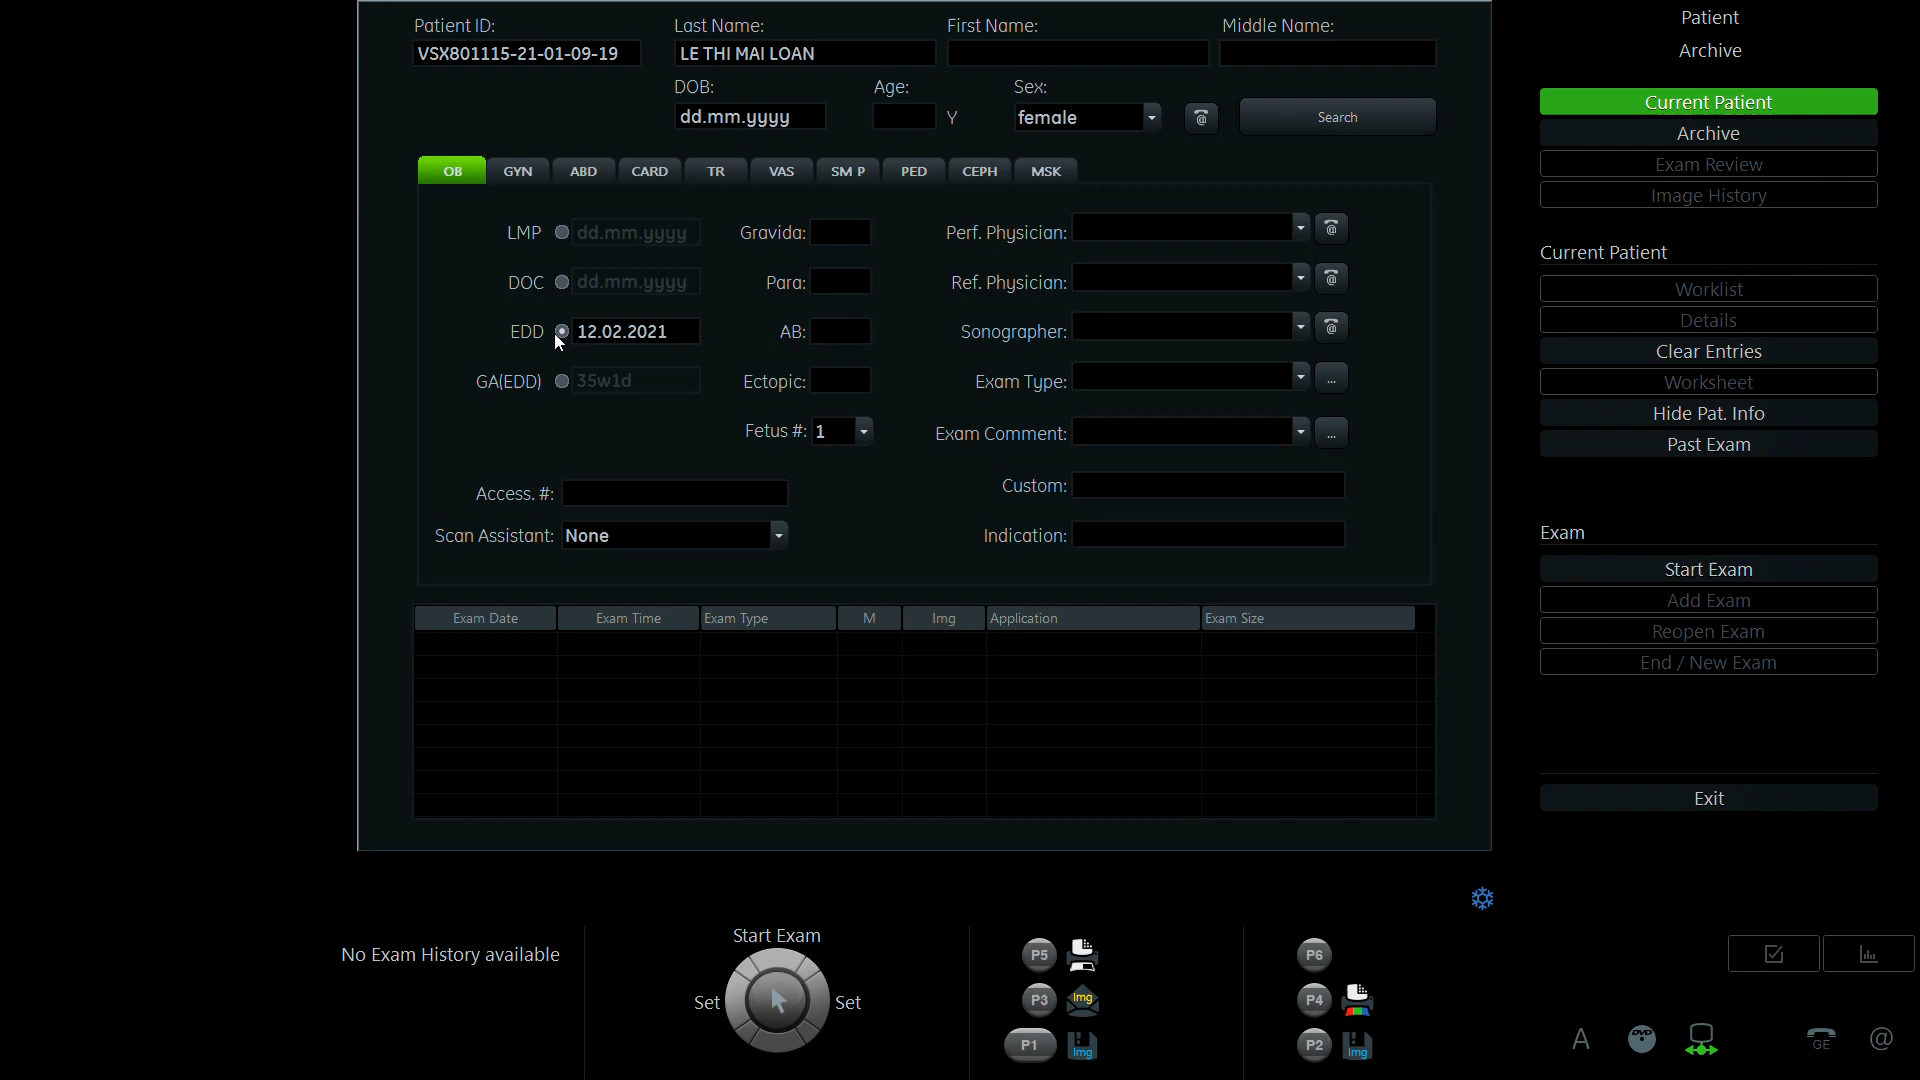 Patient ID: Last Name: First Name: Middle Name:
VSX801115-21-01-09-19 LE THI MAI LOAN
DOB: Age: Sex:
dd.mm.yyyy Y female @ Search
OB GYN ABD CARD TR VAS SM P PED CEPH MSK
LMP dd.mm.yyyy Gravida: Perf. Physician: @
DOC dd.mm.yyyy Para: Ref. Physician: @
EDD 12.02.2021 AB: Sonographer: @
GA(EDD) 35w1d Ectopic: Exam Type: ...
Fetus #: 1 Exam Comment: ...
Access. #: Custom:
Scan Assistant: None Indication:
Exam Date Exam Time Exam Type M Img Application Exam Size
Patient
Archive
Current Patient
Archive
Exam Review
Image History
Current Patient
Worklist
Details
Clear Entries
Worksheet
Hide Pat. Info
Past Exam
Exam
Start Exam
Add Exam
Reopen Exam
End / New Exam
Exit
No Exam History available
Start Exam
Set Set
P5
P3 Img
P1 Img
P6
P4
P2 Img
A DVD GE @